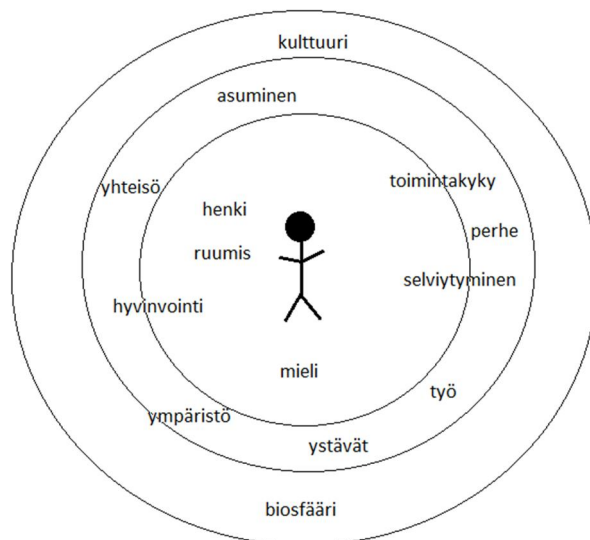 kulttuuri
asuminen
toimintakyky
yhteisö
henki
perhe
ruumis
selviytyminen
hyvinvointi
mieli
työ
ympäristö
ystävät
biosfääri